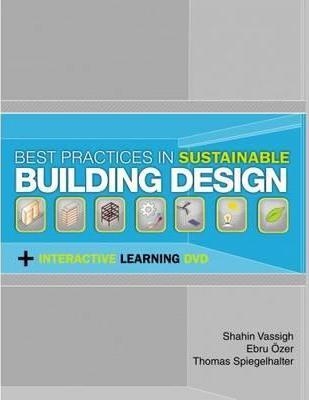 BEST PRACTICES IN SUSTAINABLE
BUILDING DESIGN
+ INTERACTIVE LEARNING DVD
Shahin Vassigh
Ebru Özer
Thomas Spiegelhalter